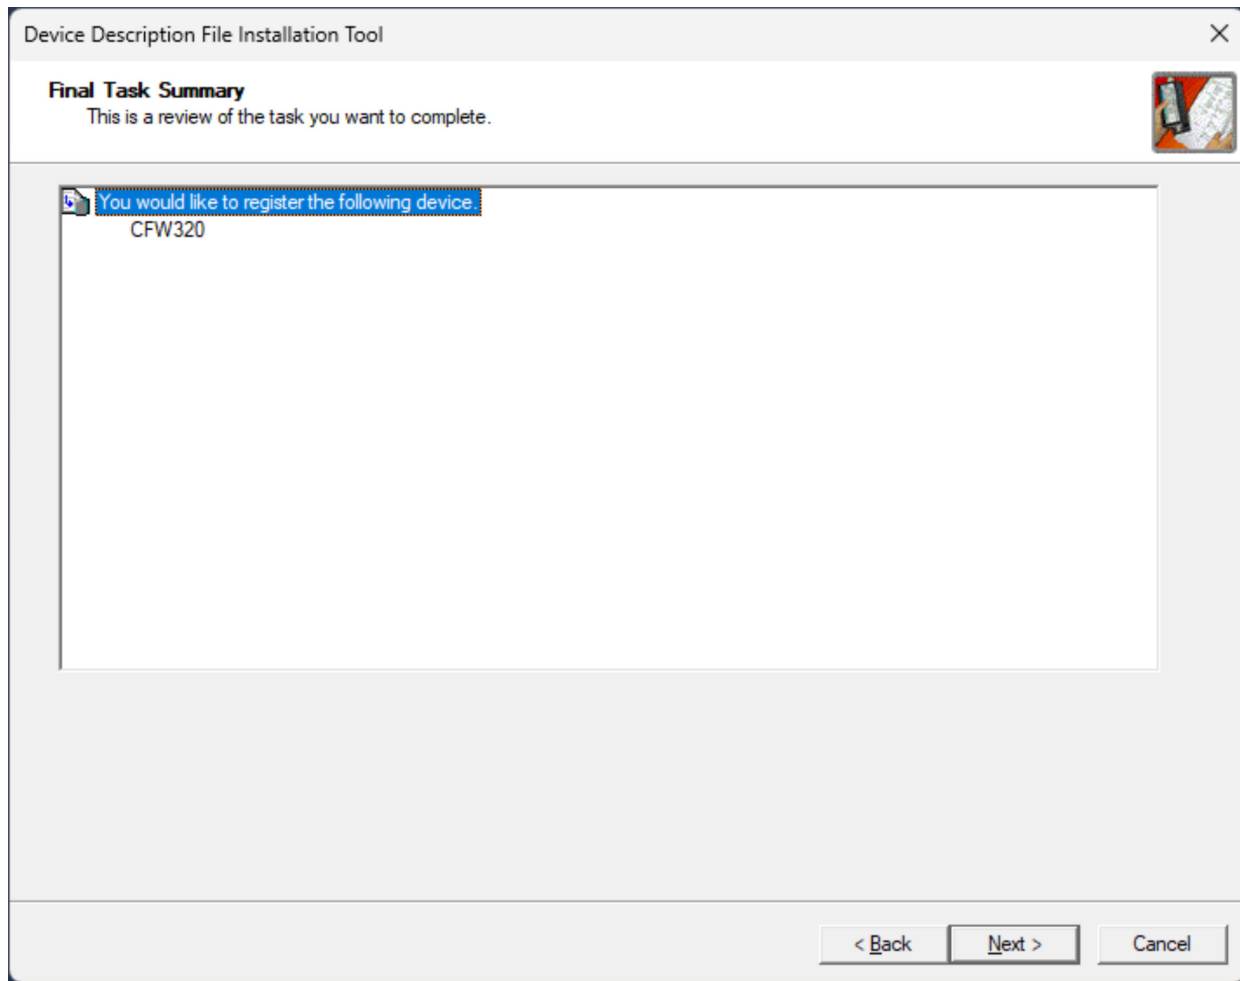 Device Description File Installation Tool
Final Task Summary
This is a review of the task you want to complete.
You would like to register the following device.
CFW320
< Back
Next >
Cancel